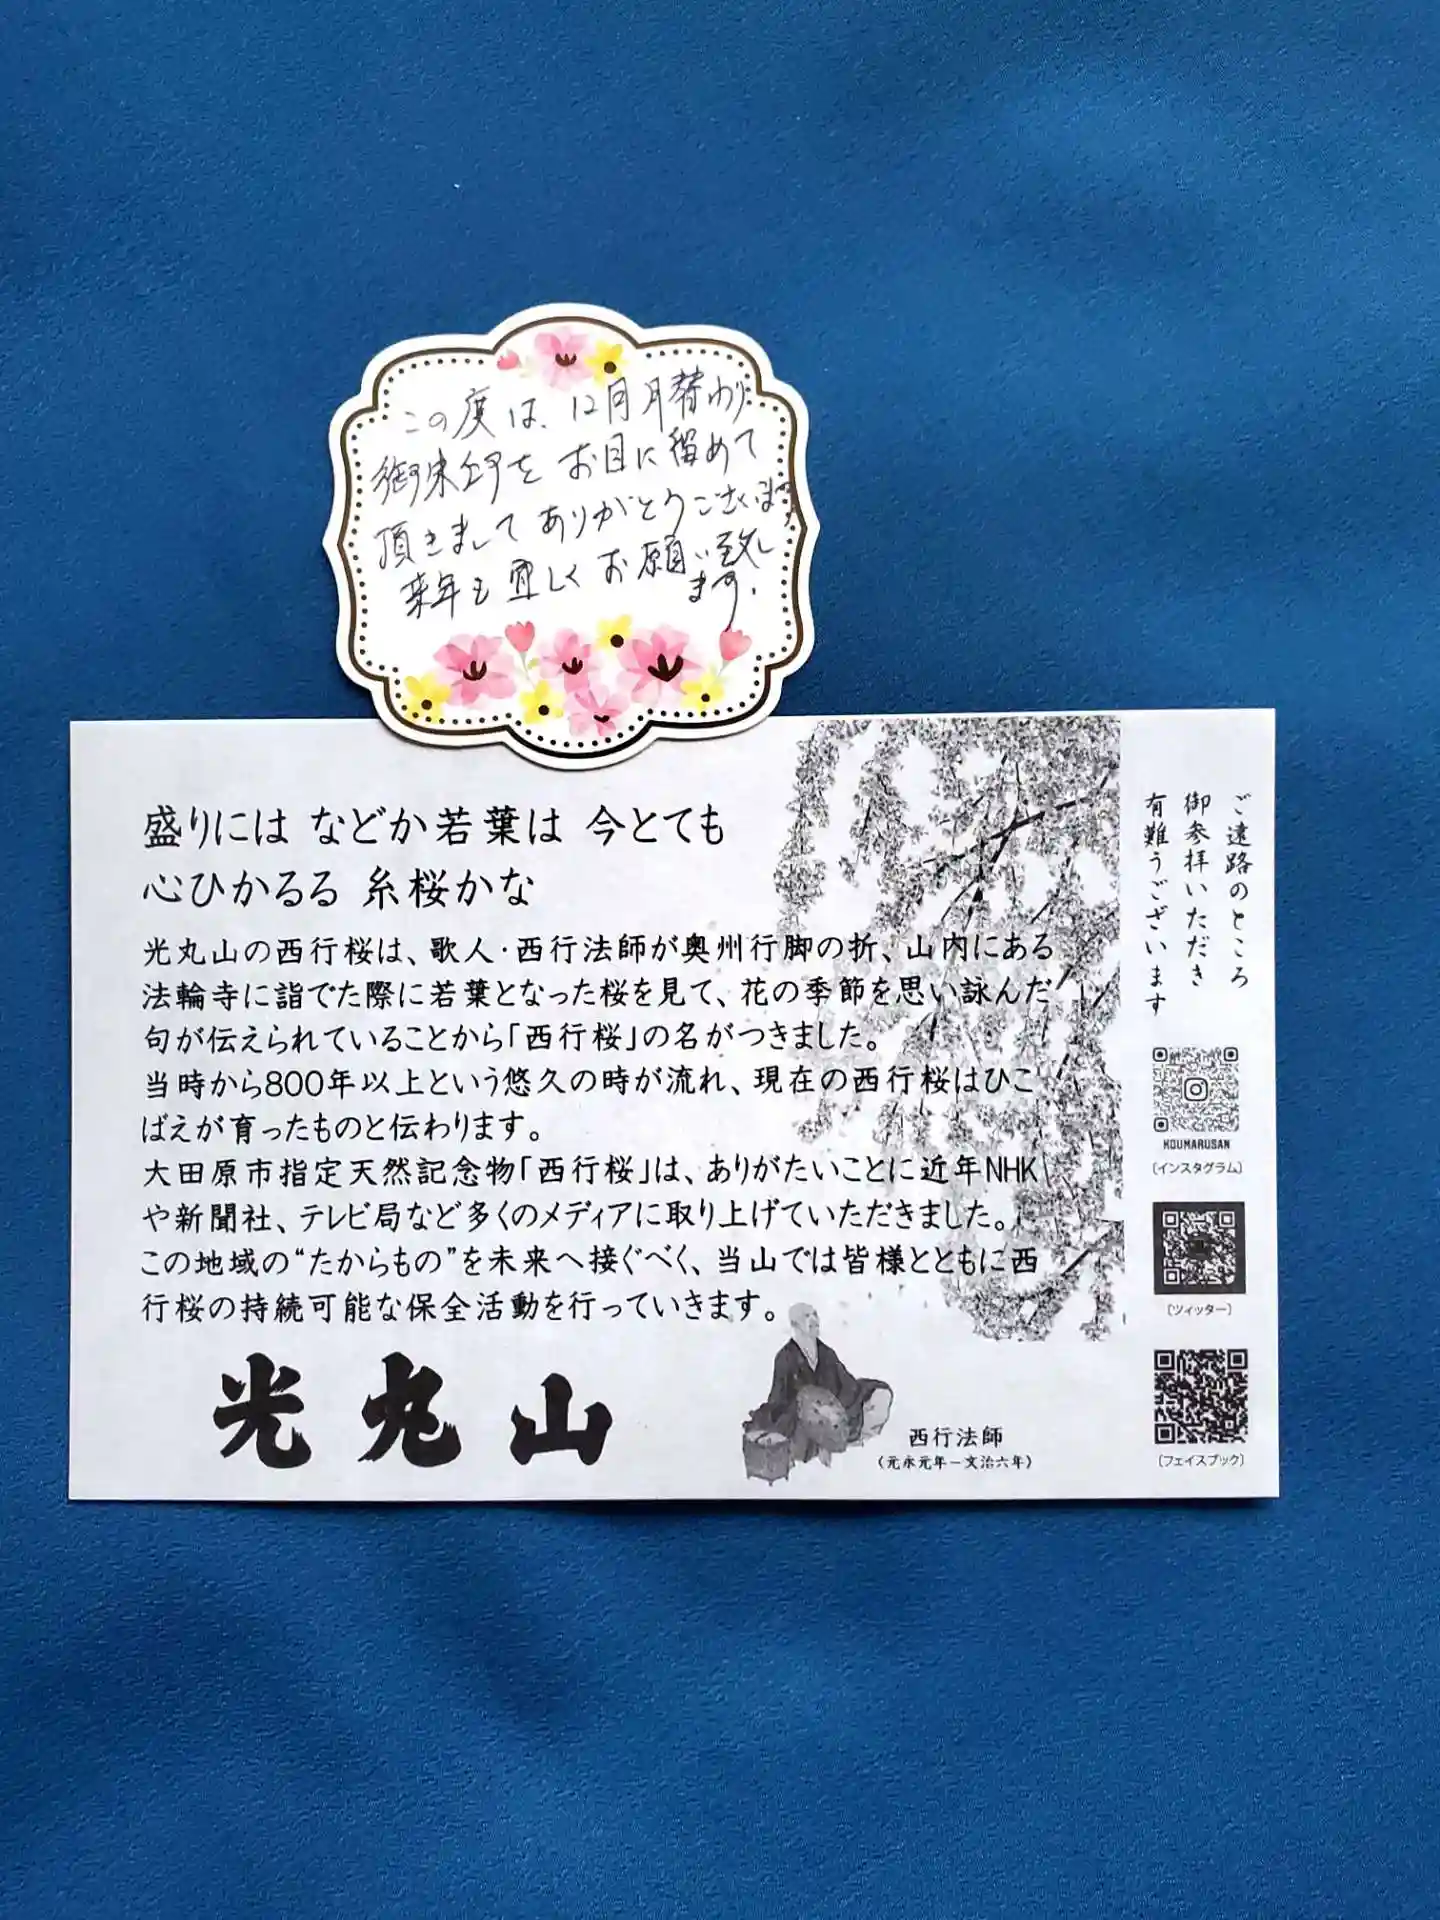 この度は、12月月替わり
御朱印を お目に留めて
頂きまして ありがとうございます
来年も 宜しく お願い致し
ます。
盛りには などか若葉は 今とても
心ひかるる 糸桜かな
光丸山の西行桜は、歌人・西行法師が奥州行脚の折、山内にある
法輪寺に詣でた際に若葉となった桜を見て、花の季節を思い詠んだ
句が伝えられていることから「西行桜」の名がつきました。
当時から800年以上という悠久の時が流れ、現在の西行桜はひこ
ばえが育ったものと伝わります。
大田原市指定天然記念物「西行桜」は、ありがたいことに近年NHK
や新聞社、テレビ局など多くのメディアに取り上げていただきました。
この地域の“たからもの”を未来へ接ぐべく、当山では皆様とともに西
行桜の持続可能な保全活動を行っていきます。
光丸山
西行法師
(元永元年－文治六年)
ご遠路のところ
御参拝いただき
有難うございます
KOUMARUSAN
(インスタグラム)
(ツィッター)
(フェイスブック)